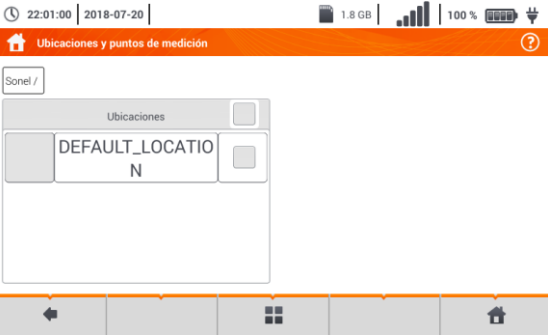 22:01:00 2018-07-20 1.8 GB 100 %
Ubicaciones y puntos de medición ?
Sonel /
Ubicaciones
DEFAULT_LOCATIO
N